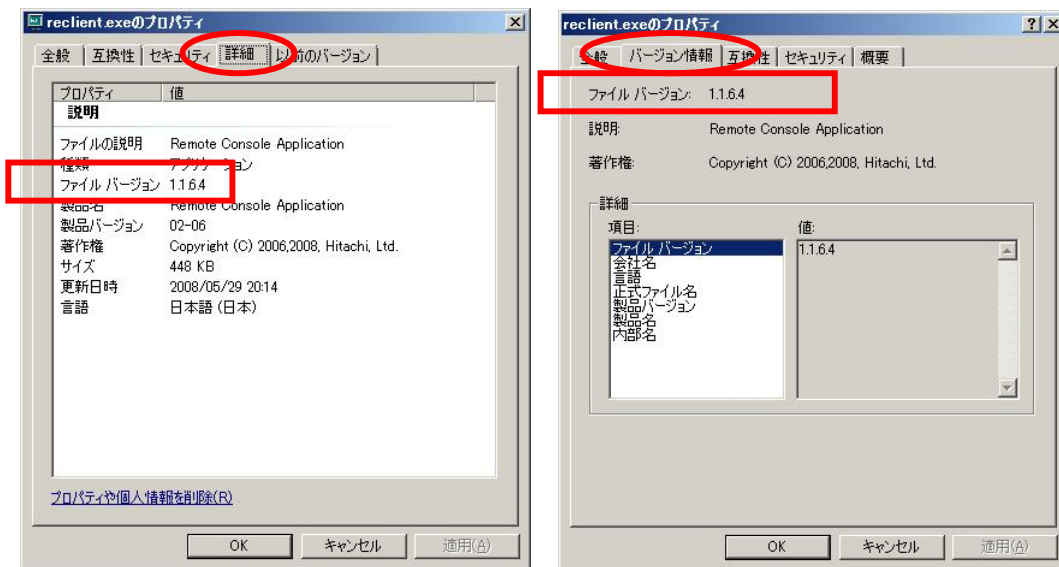 reclient.exeのプロパティ
全般 互換性 セキュリティ 詳細 以前のバージョン
プロパティ 値
説明
ファイルの説明 Remote Console Application
種類 アプリケーション
ファイル バージョン 1.1.6.4
製品名 Remote Console Application
製品バージョン 02-06
著作権 Copyright (C) 2006,2008, Hitachi, Ltd.
サイズ 448 KB
更新日時 2008/05/29 20:14
言語 日本語 (日本)
プロパティや個人情報を削除(R)
OK キャンセル 適用(A)
reclient.exeのプロパティ
全般 バージョン情報 互換性 セキュリティ 概要
ファイル バージョン: 1.1.6.4
説明: Remote Console Application
著作権: Copyright (C) 2006,2008, Hitachi, Ltd.
詳細
項目: 値:
ファイル バージョン 1.1.6.4
会社名
言語
正式ファイル名
製品バージョン
製品名
内部名
OK キャンセル 適用(A)